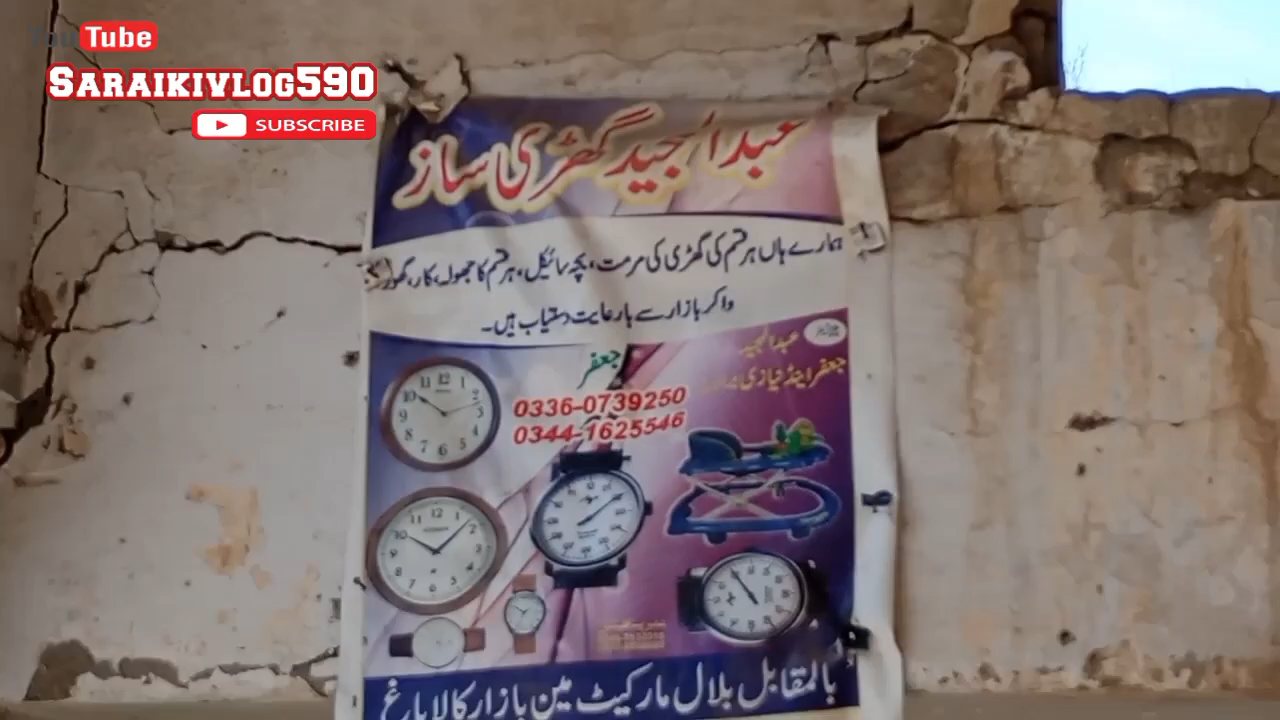 YouTube
SARAIKIVLOG590
SUBSCRIBE
عبدالمجید گھڑی ساز
ہمارے ہاں ہر قسم کی گھڑی کی مرمت، بچہ سائیکل، ہر قسم کا جھولہ، کار، گھوڑا
واکر بازار سے بارعایت دستیاب ہیں۔
عبدالمجید
جعفر اینڈ نیازی
جعفر
0336-0739250
0344-1625546
بالمقابل بلال مارکیٹ مین بازار کالاباغ